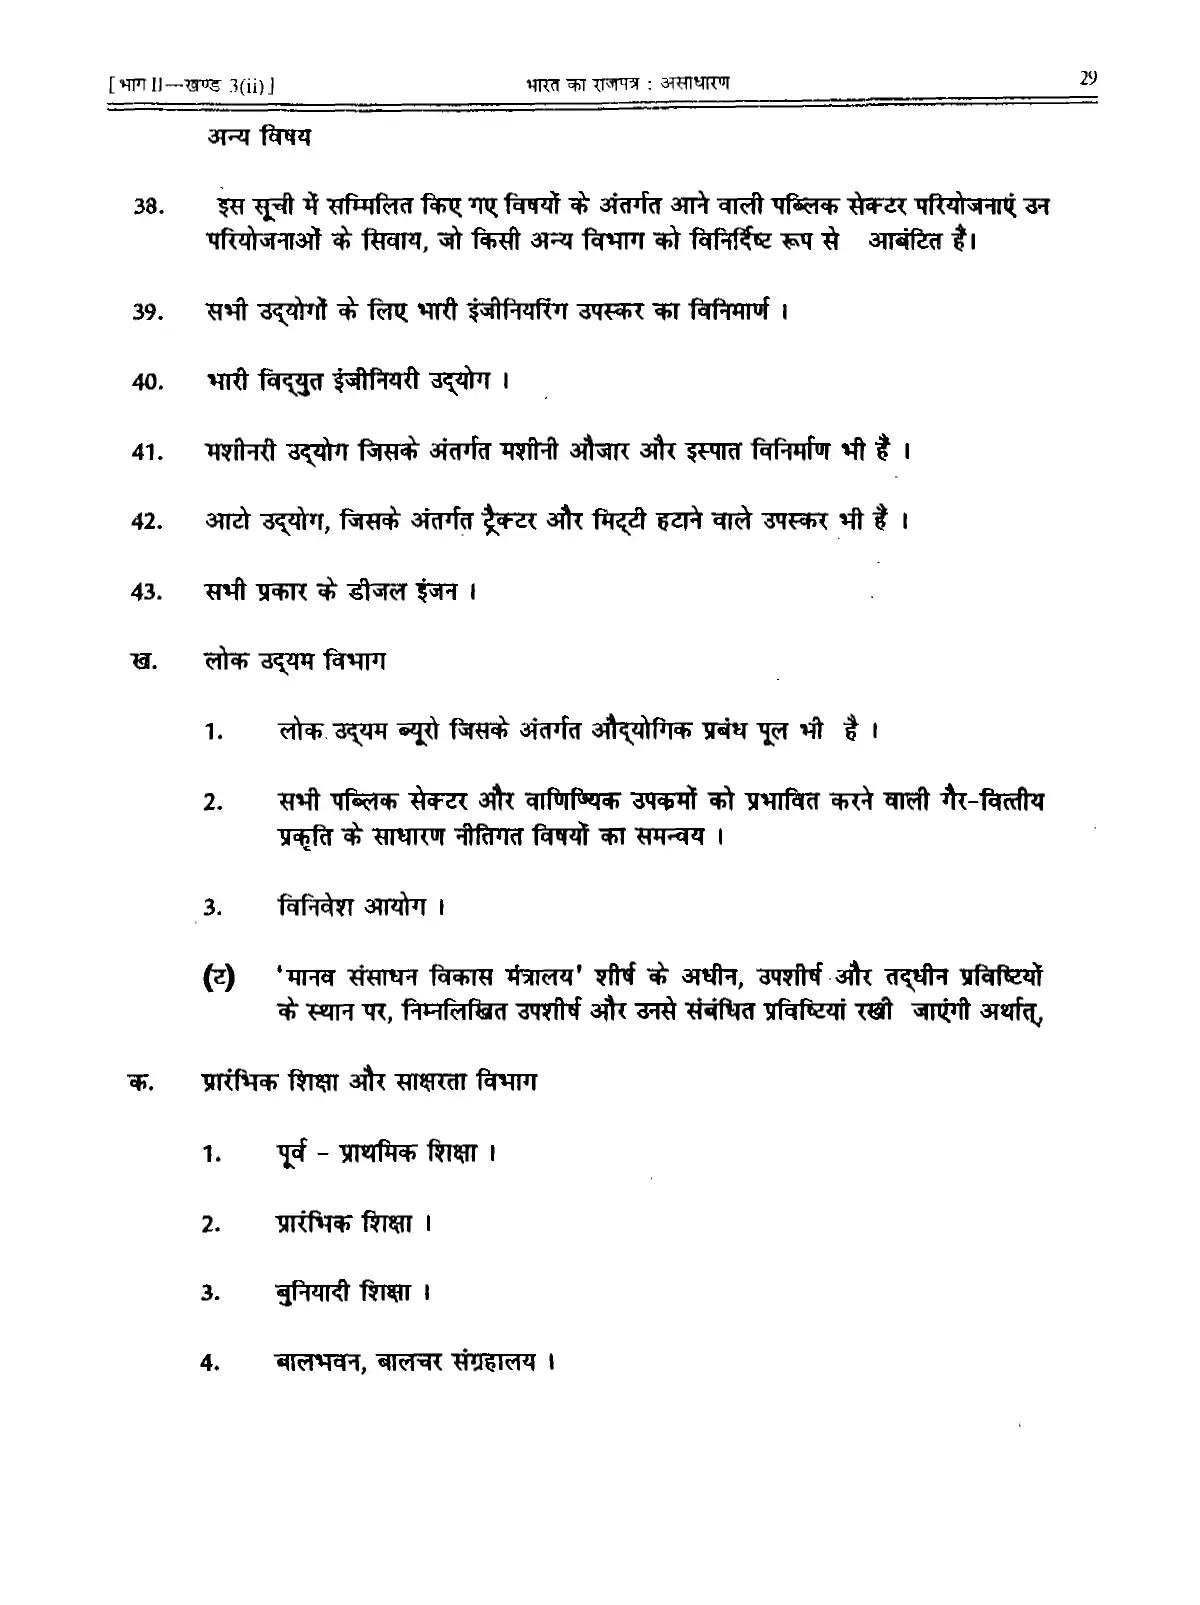 [ भाग II—खण्ड 3(ii) ] भारत का राजपत्र : असाधारण 29
अन्य विषय
38. इस सूची में सम्मिलित किए गए विषयों के अंतर्गत आने वाली पब्लिक सेक्टर परियोजनाएं उन
परियोजनाओं के सिवाय, जो किसी अन्य विभाग को विनिर्दिष्ट रूप से आबंटित हैं।
39. सभी उद्योगों के लिए भारी इंजीनियरिंग उपस्कर का विनिमार्ण ।
40. भारी विद्युत इंजीनियरी उद्योग ।
41. मशीनरी उद्योग जिसके अंतर्गत मशीनी औजार और इस्पात विनिर्माण भी हैं ।
42. आटो उद्योग, जिसके अंतर्गत ट्रैक्टर और मिट्टी हटाने वाले उपस्कर भी हैं ।
43. सभी प्रकार के डीजल इंजन ।
ख. लोक उद्यम विभाग
1. लोक उद्यम ब्यूरो जिसके अंतर्गत औद्योगिक प्रबंध पूल भी है ।
2. सभी पब्लिक सेक्टर और वाणिज्यिक उपक्रमों को प्रभावित करने वाली गैर-वित्तीय
प्रकृति के साधारण नीतिगत विषयों का समन्वय ।
3. विनिवेश आयोग ।
(ट) 'मानव संसाधन विकास मंत्रालय' शीर्ष के अधीन, उपशीर्ष और तद्धीन प्रविष्टियों
के स्थान पर, निम्नलिखित उपशीर्ष और उनसे संबंधित प्रविष्टियां रखी जाएंगी अर्थात्,
क. प्रारंभिक शिक्षा और साक्षरता विभाग
1. पूर्व - प्राथमिक शिक्षा ।
2. प्रारंभिक शिक्षा ।
3. बुनियादी शिक्षा ।
4. बालभवन, बालचर संग्रहालय ।